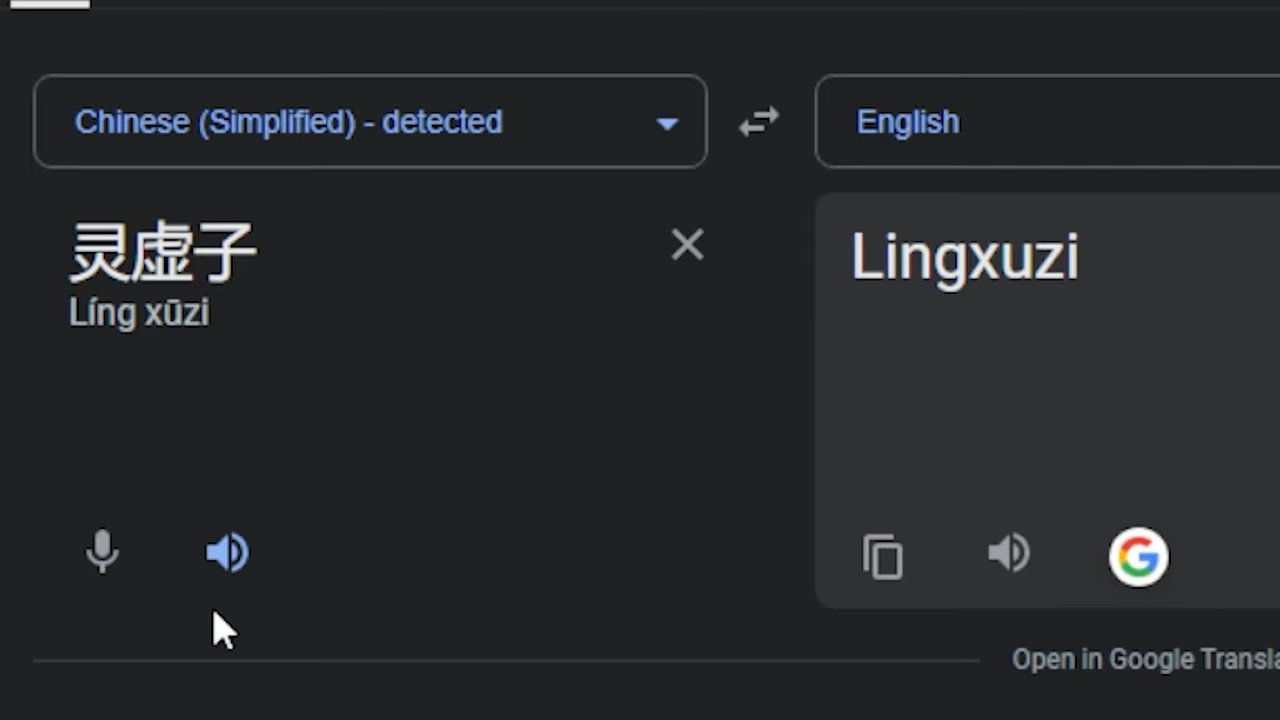 Chinese (Simplified) - detected
English
灵虚子
Líng xūzi
Lingxuzi
Open in Google Transla